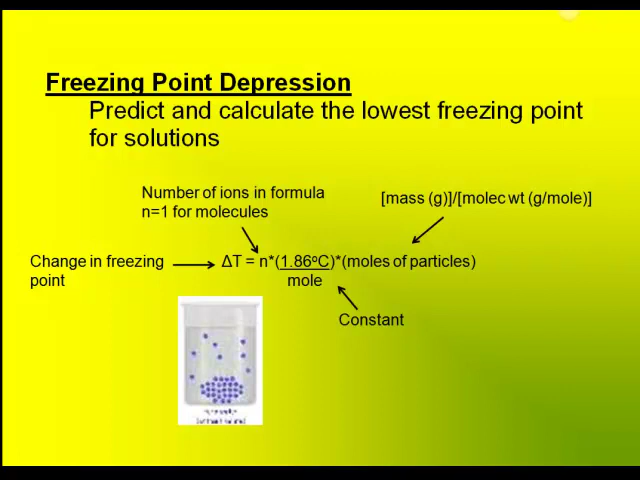 Freezing Point Depression
Predict and calculate the lowest freezing point
for solutions
Number of ions in formula
n=1 for molecules
[mass (g)]/[molec wt (g/mole)]
Change in freezing
point
ΔT = n*(1.86ºC)*(moles of particles)
mole
Constant